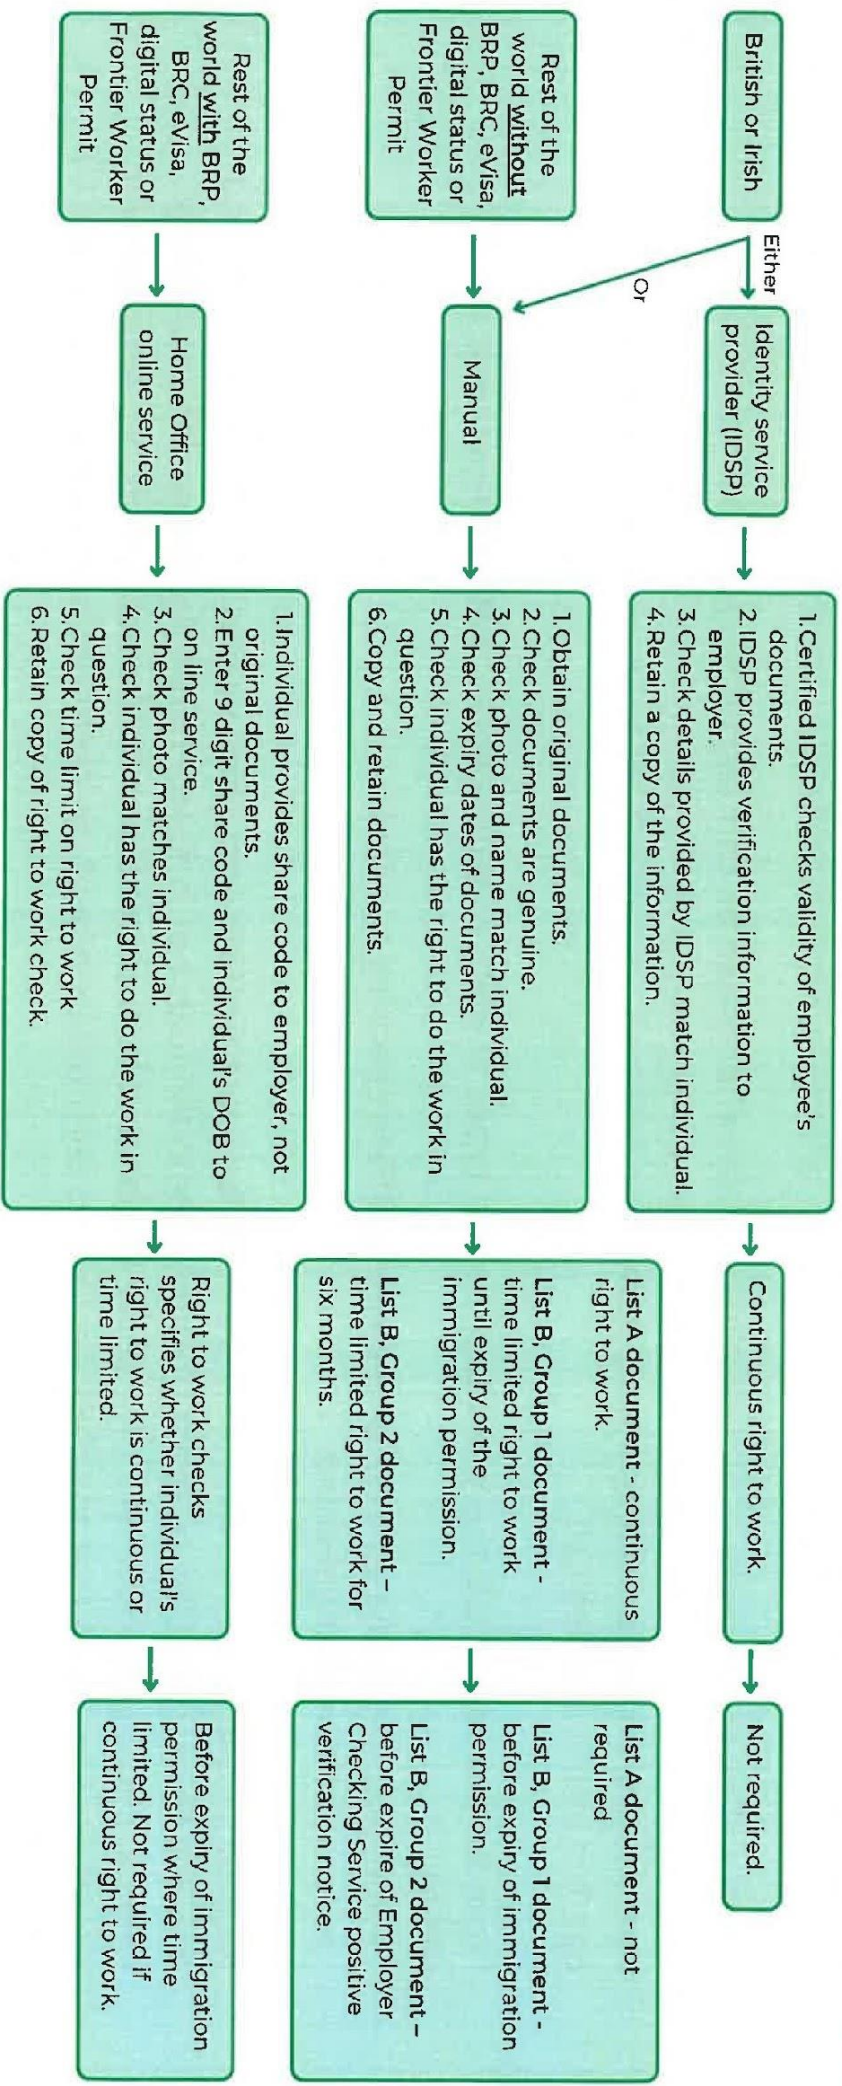 British or Irish
Either
Or
Identity service
provider (IDSP)
1.Certified IDSP checks validity of employee's
documents.
2.IDSP provides verification information to
employer.
3.Check details provided by IDSP match individual.
4.Retain a copy of the information.
Continuous right to work.
Not required.
Rest of the
world without
BRP, BRC, eVisa,
digital status or
Frontier Worker
Permit
Manual
1.Obtain original documents.
2.Check documents are genuine.
3.Check photo and name match individual.
4.Check expiry dates of documents.
5.Check individual has the right to do the work in
question.
6.Copy and retain documents.
List A document - continuous
right to work.
List B, Group 1 document -
time limited right to work
until expiry of the
immigration permission.
List B, Group 2 document –
time limited right to work for
six months.
List A document - not
required
List B, Group 1 document -
before expiry of immigration
permission.
List B, Group 2 document –
before expire of Employer
Checking Service positive
verification notice.
Rest of the
world with BRP,
BRC, eVisa,
digital status or
Frontier Worker
Permit
Home Office
online service
1.Individual provides share code to employer, not
original documents.
2.Enter 9 digit share code and individual's DOB to
on line service.
3.Check photo matches individual.
4.Check individual has the right to do the work in
question.
5.Check time limit on right to work
6.Retain copy of right to work check.
Right to work checks
specifies whether individual's
right to work is continuous or
time limited.
Before expiry of immigration
permission where time
limited. Not required if
continuous right to work.